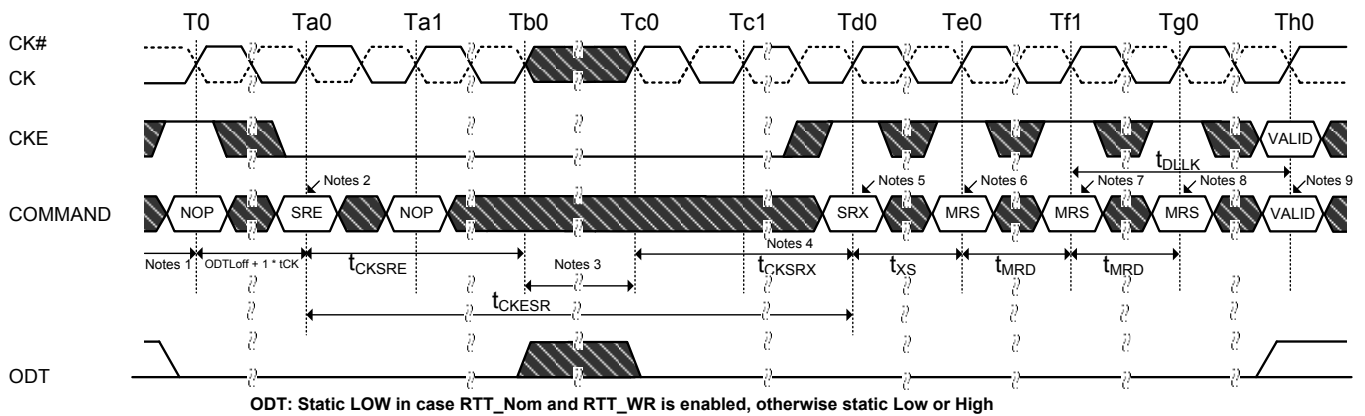 T0 Ta0 Ta1 Tb0 Tc0 Tc1 Td0 Te0 Tf1 Tg0 Th0
CK#
CK
CKE
VALID
tDLLK
Notes 2 Notes 5 Notes 6 Notes 7 Notes 8 Notes 9
COMMAND
NOP SRE NOP SRX MRS MRS MRS VALID
Notes 1 ODTLoff + 1 * tCK tCKSRE Notes 3 Notes 4 tCKSRX tXS tMRD tMRD
tCKESR
ODT
ODT: Static LOW in case RTT_Nom and RTT_WR is enabled, otherwise static Low or High